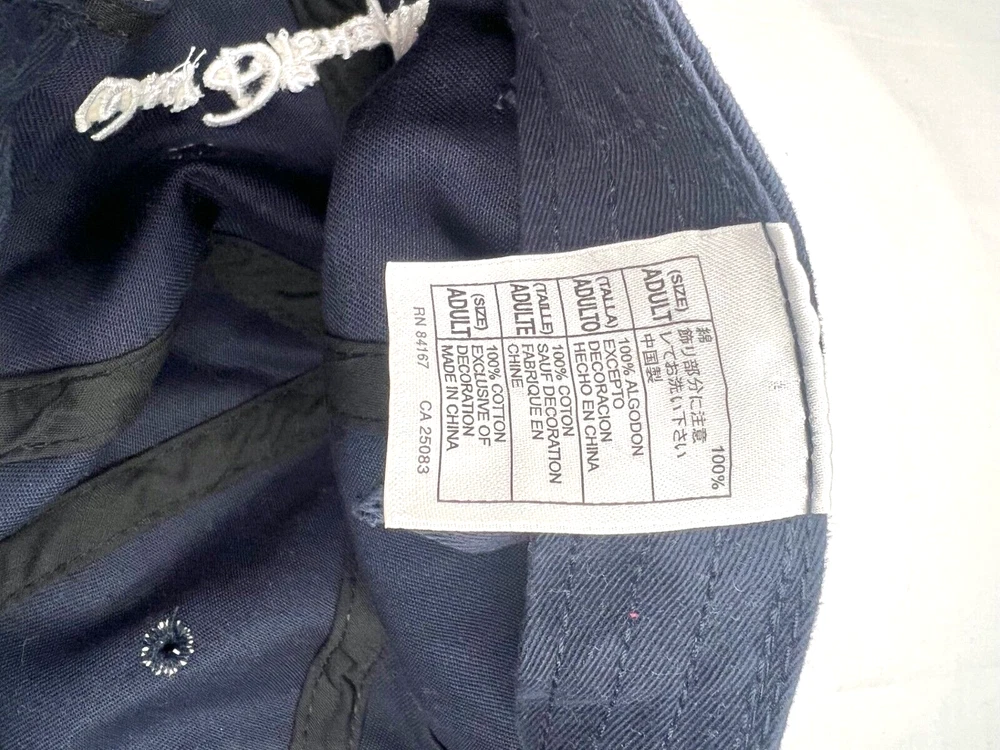 (SIZE)
ADULT
綿 100%
飾り部分に注意
してお洗い下さい
中国製
(TALLA)
ADULTO
100% ALGODON
EXCEPTO
DECORACION
HECHO EN CHINA
(TAILLE)
ADULTE
100% COTON
SAUF DECORATION
FABRIQUE EN
CHINE
(SIZE)
ADULT
100% COTTON
EXCLUSIVE OF
DECORATION
MADE IN CHINA
RN 84167 CA 25083